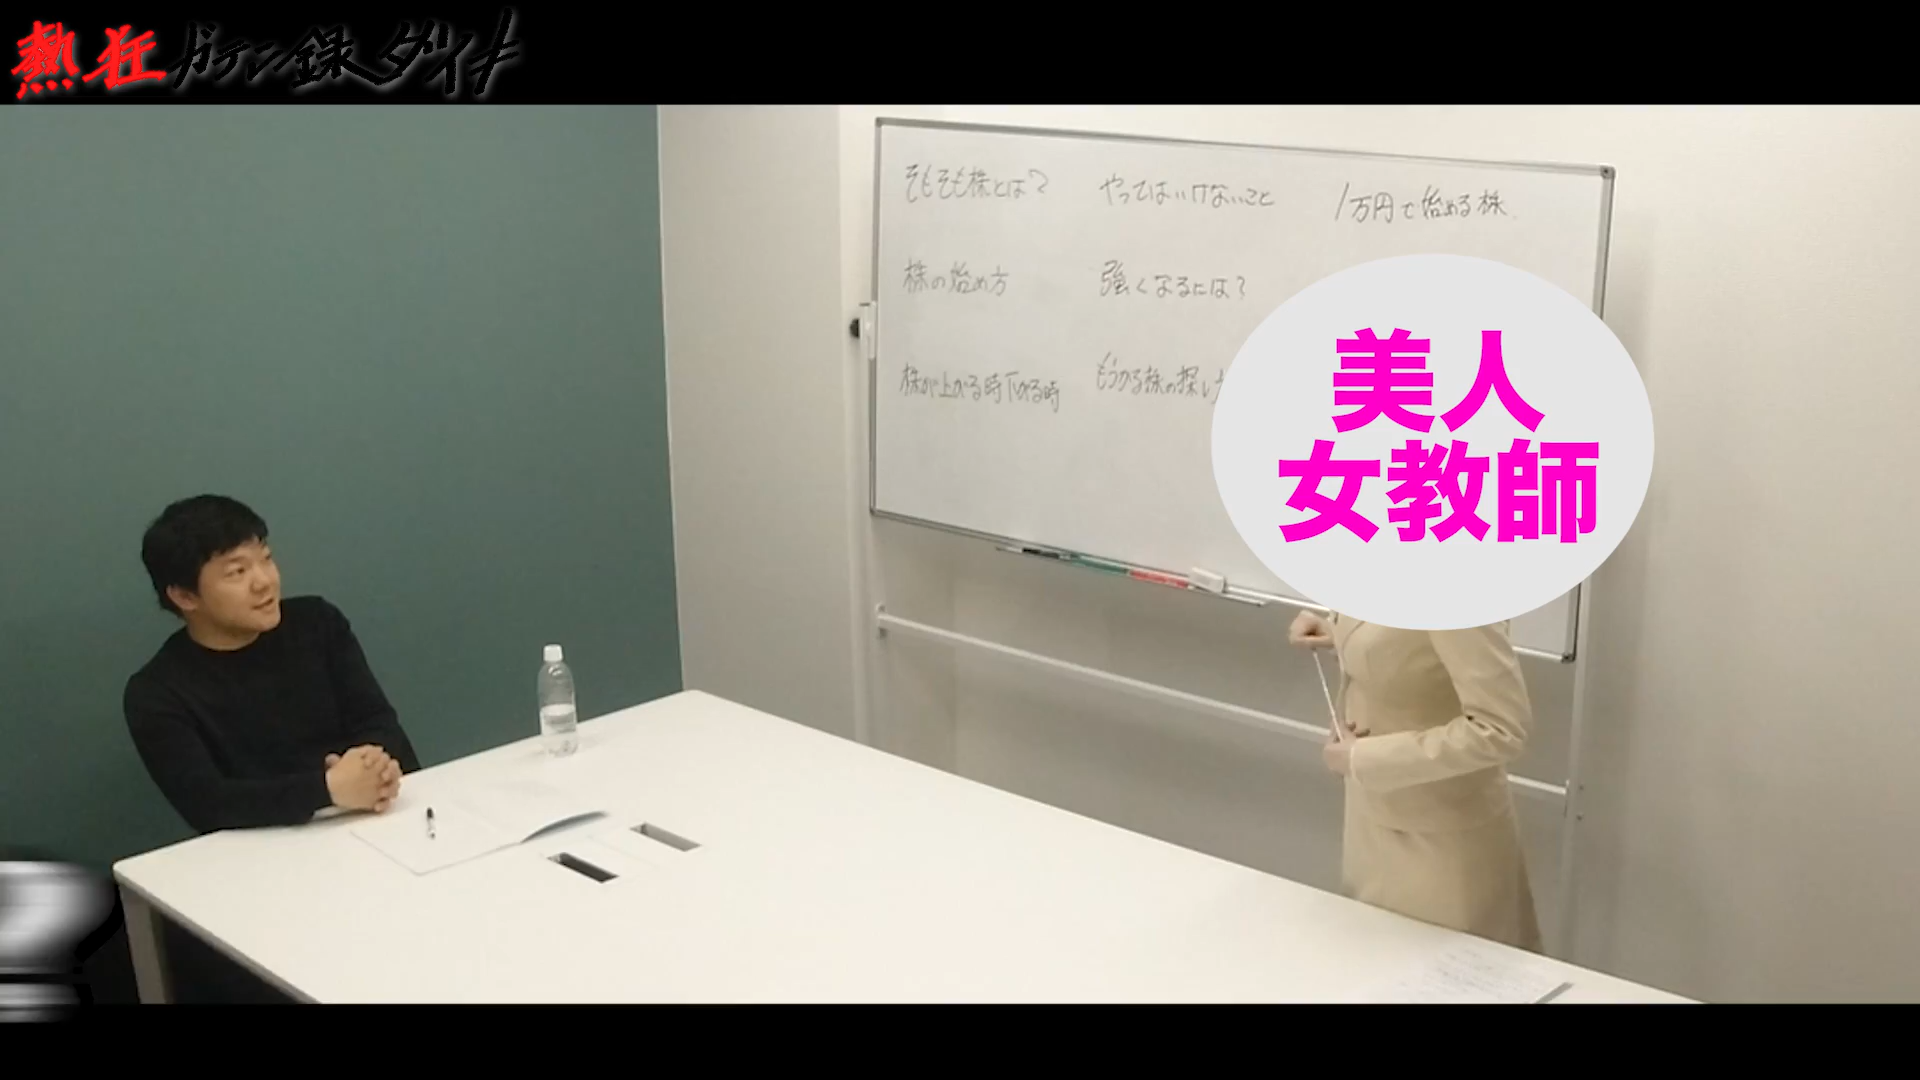 熱狂ガテン録ダイナ
そもそも株とは?
やってはいけないこと
1万円で始める株
株の始め方
強くなるには?
株が上がる時下がる時
もうかる株の探し方
美人
女教師
?